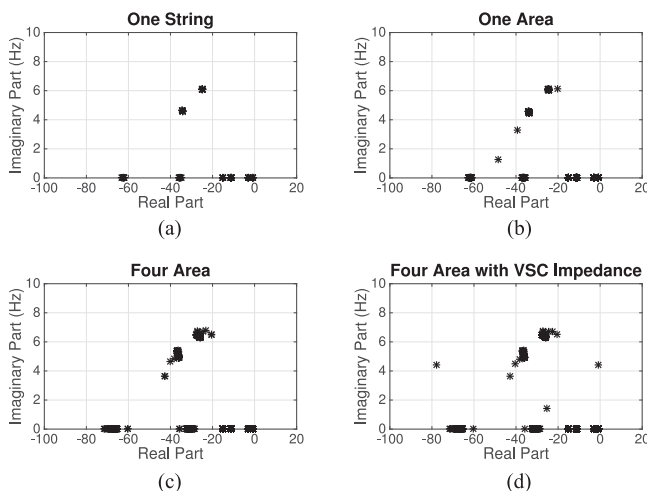 One String
10
8
6
4
2
0
Imaginary Part (Hz)
-100 -80 -60 -40 -20 0 20
Real Part
(a)
One Area
10
8
6
4
2
0
Imaginary Part (Hz)
-100 -80 -60 -40 -20 0 20
Real Part
(b)
Four Area
10
8
6
4
2
0
Imaginary Part (Hz)
-100 -80 -60 -40 -20 0 20
Real Part
(c)
Four Area with VSC Impedance
10
8
6
4
2
0
Imaginary Part (Hz)
-100 -80 -60 -40 -20 0 20
Real Part
(d)